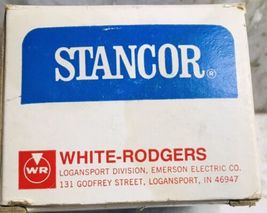 STANCOR®
WR
WHITE-RODGERS
LOGANSPORT DIVISION, EMERSON ELECTRIC CO.
131 GODFREY STREET, LOGANSPORT, IN 46947